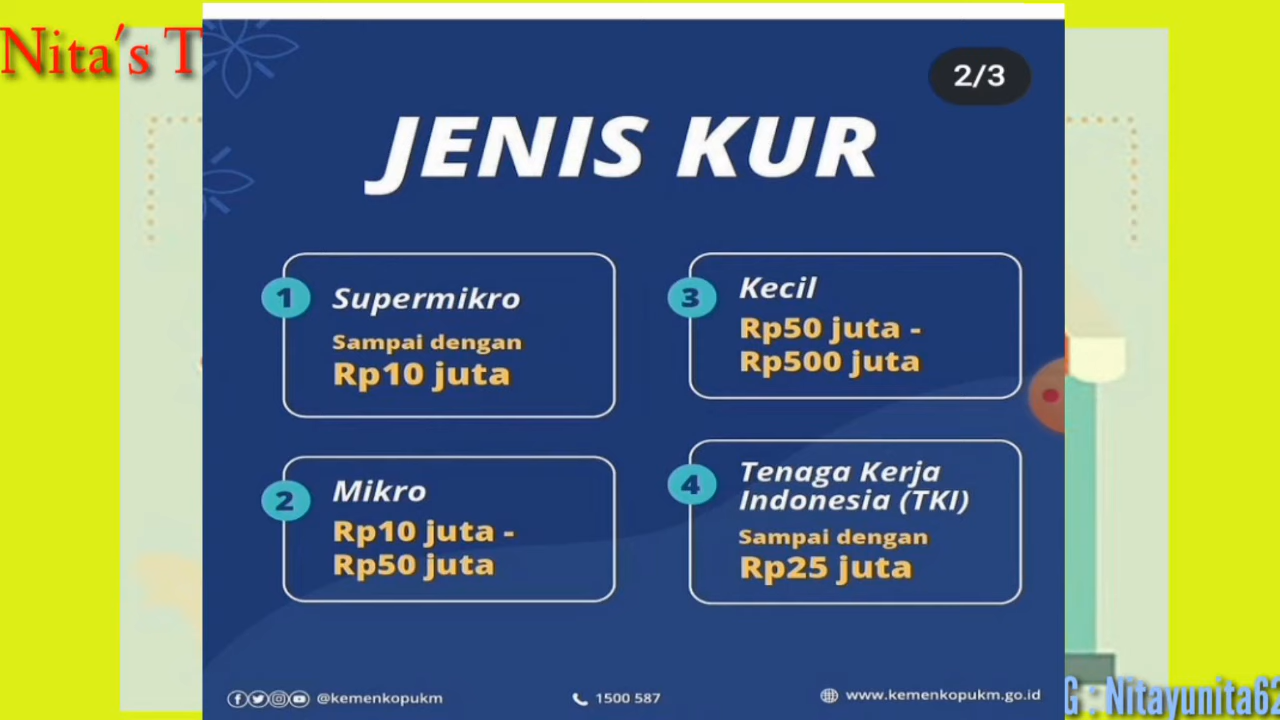 Nita's T
2/3
JENIS KUR
1
Supermikro
Sampai dengan
Rp10 juta
2
Mikro
Rp10 juta -
Rp50 juta
3
Kecil
Rp50 juta -
Rp500 juta
4
Tenaga Kerja
Indonesia (TKI)
Sampai dengan
Rp25 juta
@kemenkopukm
1500 587
www.kemenkopukm.go.id
G : Nitayunita62